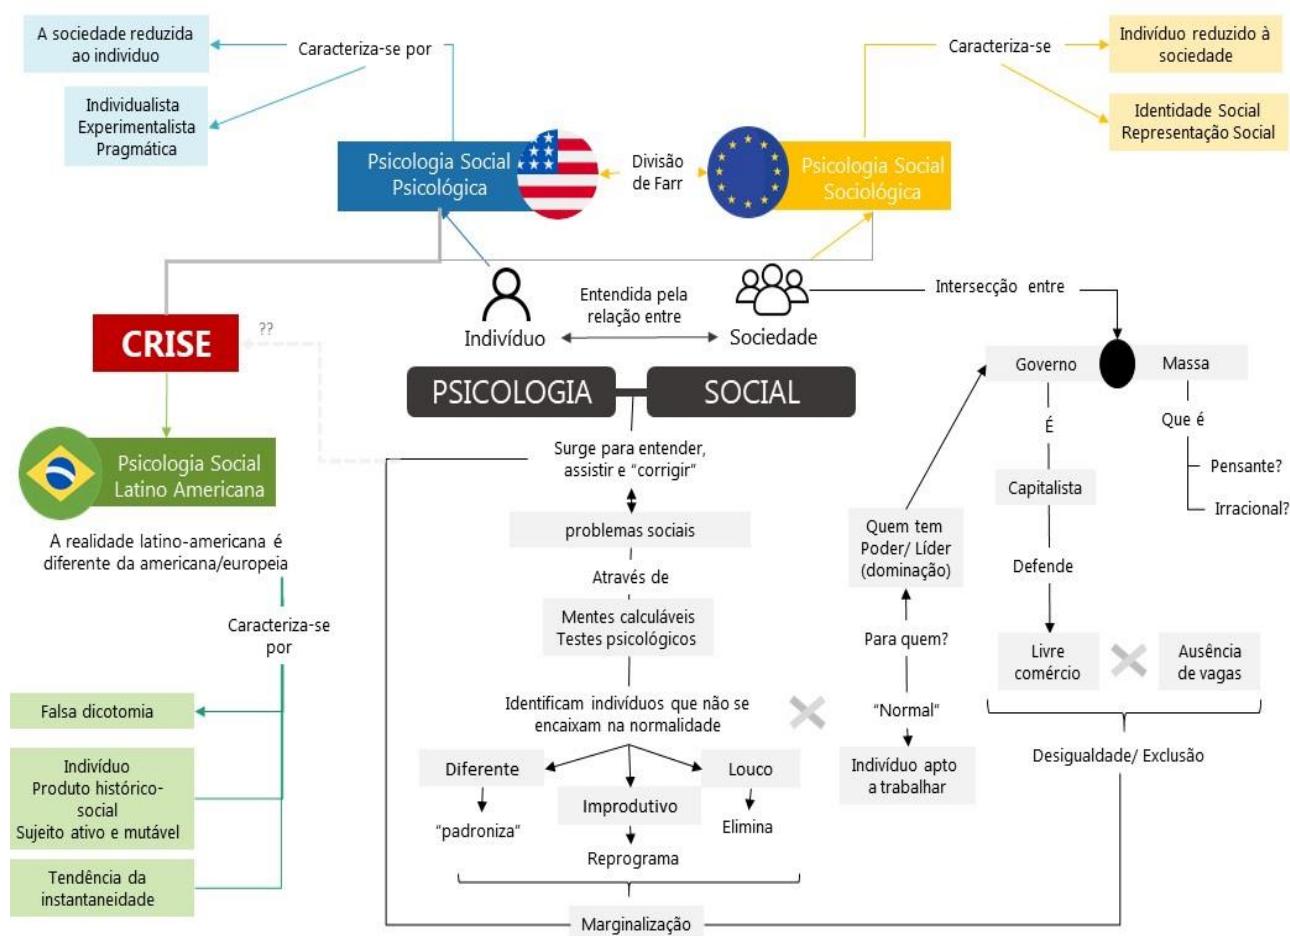 A sociedade reduzida
ao individuo
Caracteriza-se por
Individualista
Experimentalista
Pragmática
Caracteriza-se
Indivíduo reduzido à
sociedade
Identidade Social
Representação Social
Psicologia Social
Psicológica
Divisão
de Farr
Psicologia Social
Sociológica
Indivíduo
Entendida pela
relação entre
Sociedade
Intersecção entre
CRISE
??
PSICOLOGIA
SOCIAL
Governo
Massa
É
Que é
Pensante?
Irracional?
Capitalista
Defende
Livre
comércio
Ausência
de vagas
Desigualdade/ Exclusão
Psicologia Social
Latino Americana
A realidade latino-americana é
diferente da americana/europeia
Caracteriza-se
por
Falsa dicotomia
Indivíduo
Produto histórico-
social
Sujeito ativo e mutável
Tendência da
instantaneidade
Surge para entender,
assistir e “corrigir”
problemas sociais
Através de
Mentes calculáveis
Testes psicológicos
Identificam indivíduos que não se
encaixam na normalidade
Diferente
“padroniza”
Improdutivo
Reprograma
Louco
Elimina
Marginalização
Quem tem
Poder/ Líder
(dominação)
Para quem?
“Normal“
Indivíduo apto
a trabalhar